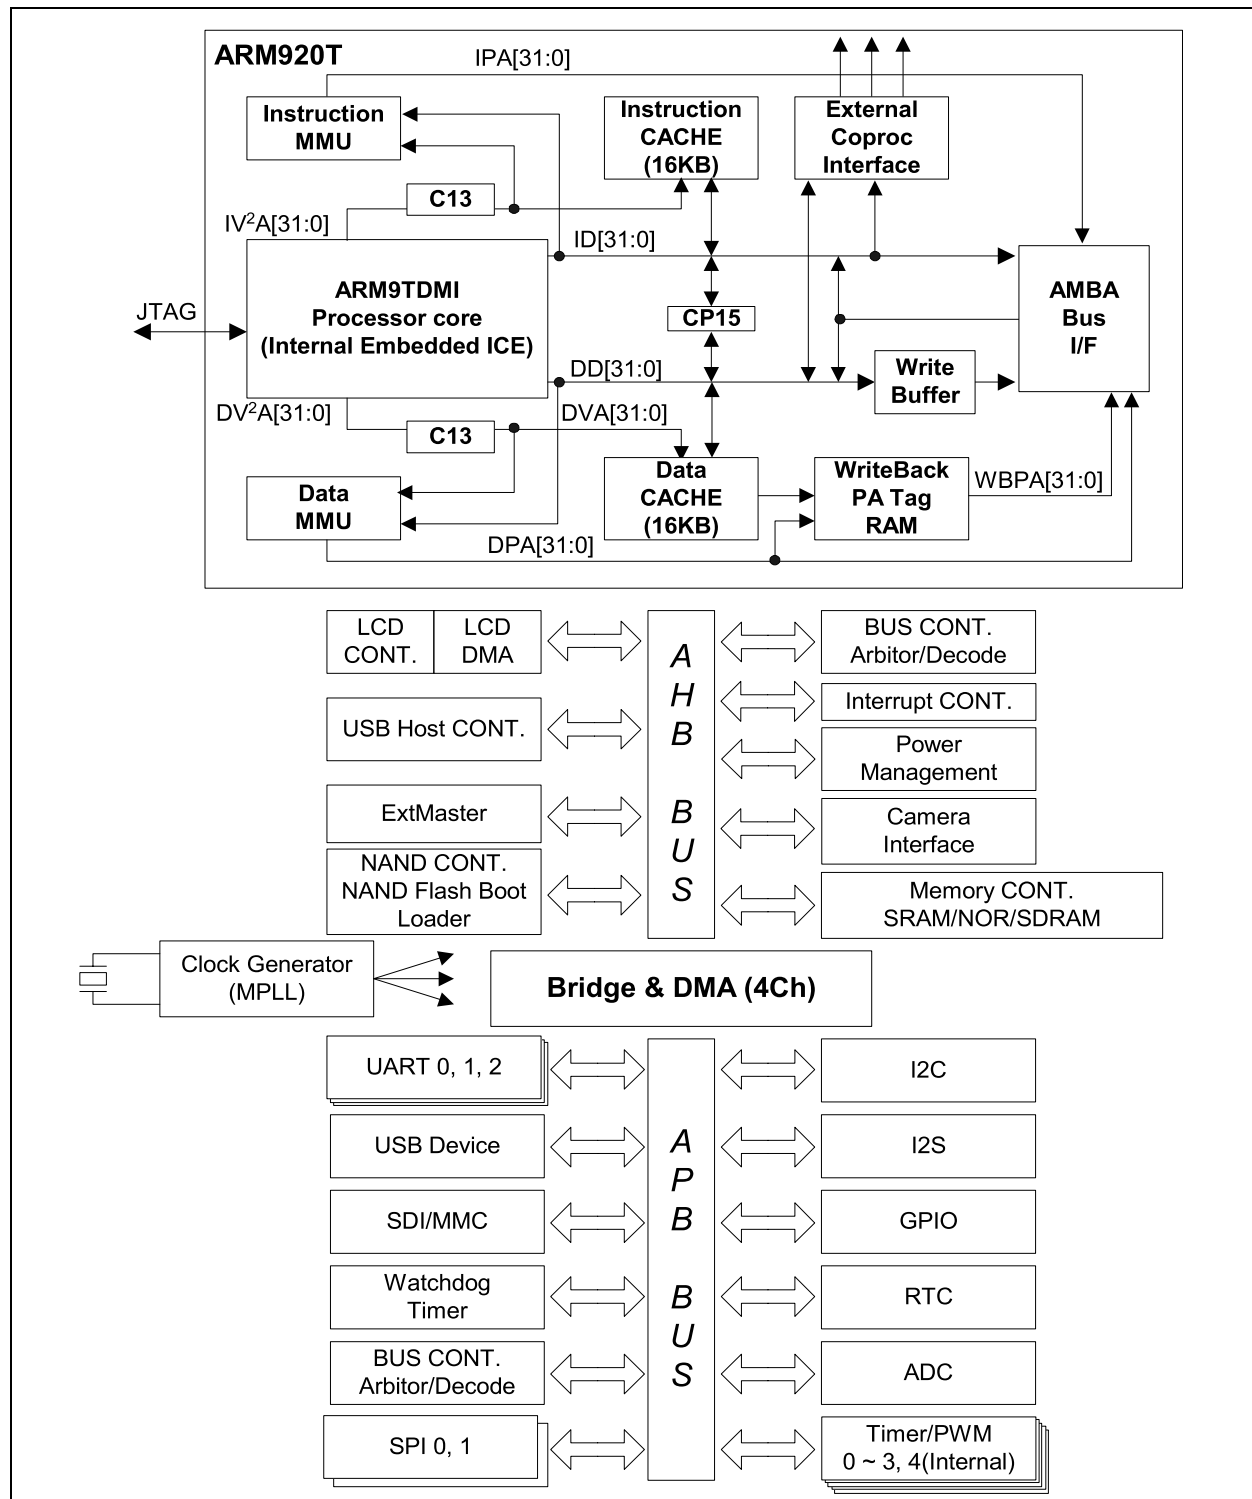 ARM920T
IPA[31:0]
Instruction
MMU
Instruction
CACHE
(16KB)
External
Coproc
Interface
C13
IV²A[31:0]
ID[31:0]
ARM9TDMI
Processor core
(Internal Embedded ICE)
JTAG
CP15
AMBA
Bus
I/F
DD[31:0]
Write
Buffer
DV²A[31:0]
C13
DVA[31:0]
Data
MMU
Data
CACHE
(16KB)
WriteBack
PA Tag
RAM
WBPA[31:0]
DPA[31:0]
LCD
CONT.
LCD
DMA
USB Host CONT.
ExtMaster
NAND CONT.
NAND Flash Boot
Loader
AHB BUS
BUS CONT.
Arbitor/Decode
Interrupt CONT.
Power
Management
Camera
Interface
Memory CONT.
SRAM/NOR/SDRAM
Clock Generator
(MPLL)
Bridge & DMA (4Ch)
UART 0, 1, 2
USB Device
SDI/MMC
Watchdog
Timer
BUS CONT.
Arbitor/Decode
SPI 0, 1
APB BUS
I2C
I2S
GPIO
RTC
ADC
Timer/PWM
0 ~ 3, 4(Internal)